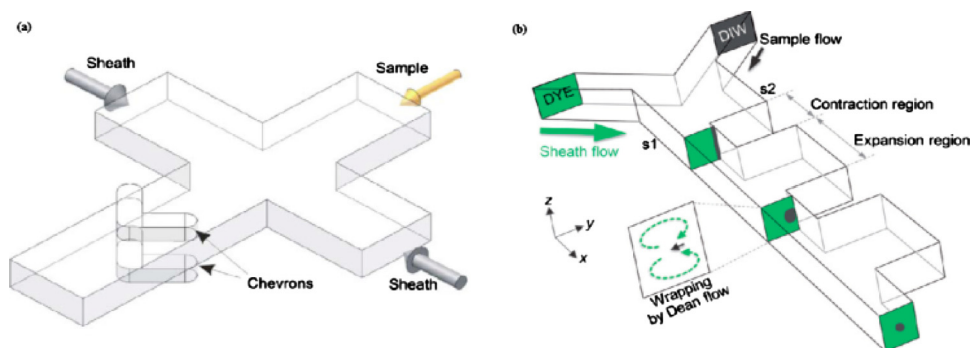 (a)
Sheath
Sample
Chevrons
Sheath
(b)
DIW
Sample flow
DYE
s2
Contraction region
Expansion region
Sheath flow
s1
z
y
x
Wrapping
by Dean flow